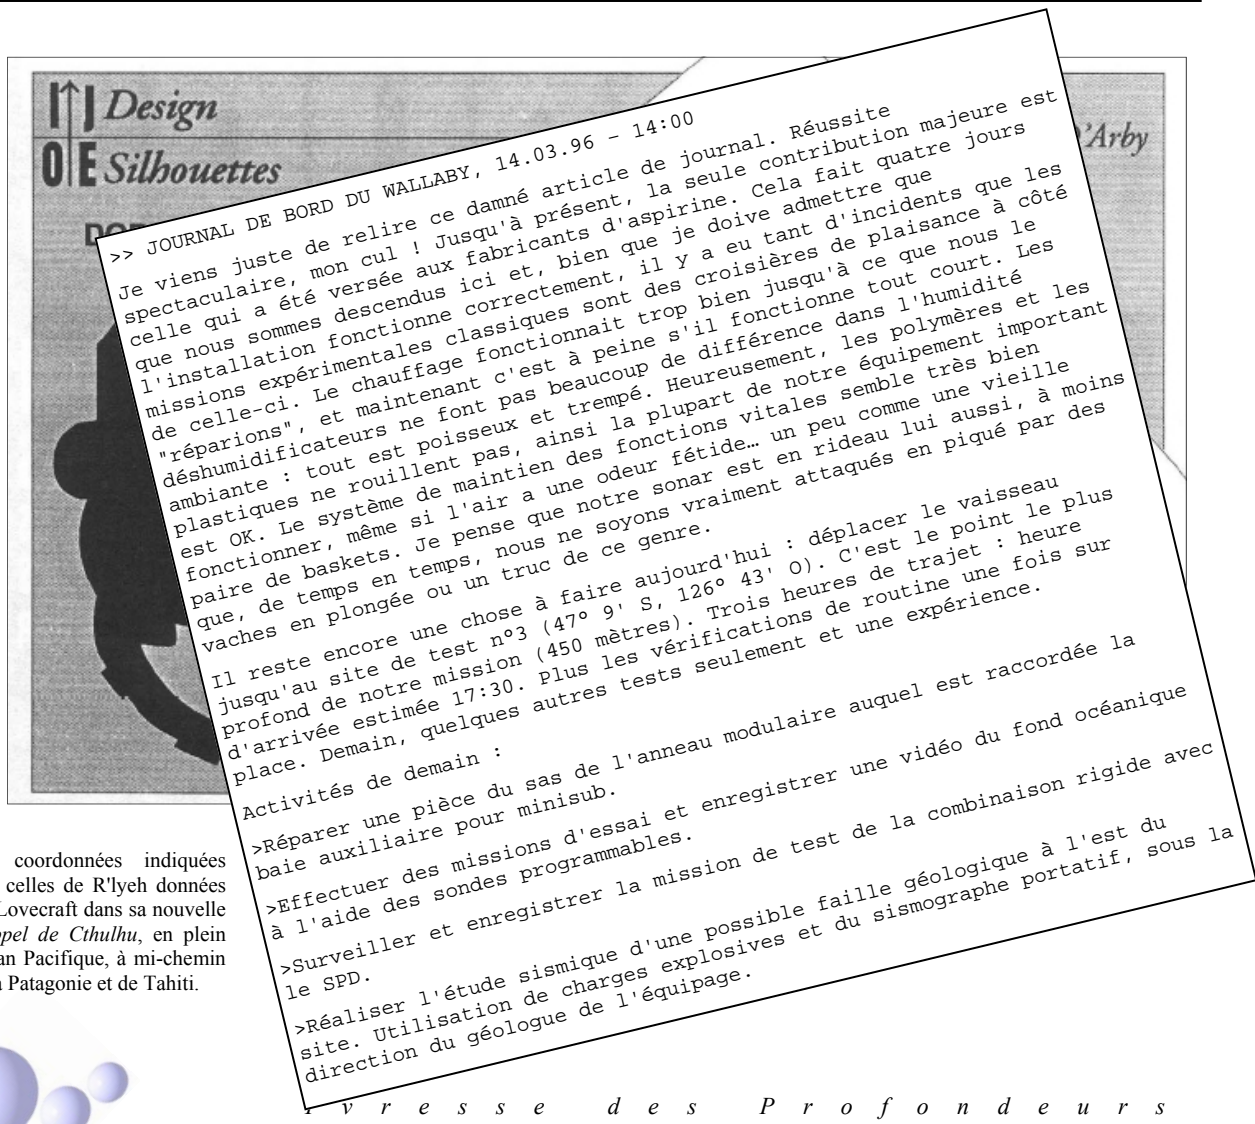 Design
Silhouettes
D'Arby
>> JOURNAL DE BORD DU WALLABY, 14.03.96 – 14:00
Je viens juste de relire ce damné article de journal. Réussite
spectaculaire, mon cul ! Jusqu'à présent, la seule contribution majeure est
celle qui a été versée aux fabricants d'aspirine. Cela fait quatre jours
que nous sommes descendus ici et, bien que je doive admettre que
l'installation fonctionne correctement, il y a eu tant d'incidents que les
missions expérimentales classiques sont des croisières de plaisance à côté
de celle-ci. Le chauffage fonctionnait trop bien jusqu'à ce que nous le
"réparions", et maintenant c'est à peine s'il fonctionne tout court. Les
déshumidificateurs ne font pas beaucoup de différence dans l'humidité
ambiante : tout est poisseux et trempé. Heureusement, les polymères et les
plastiques ne rouillent pas, ainsi la plupart de notre équipement important
est OK. Le système de maintien des fonctions vitales semble très bien
fonctionner, même si l'air a une odeur fétide… un peu comme une vieille
paire de baskets. Je pense que notre sonar est en rideau lui aussi, à moins
que, de temps en temps, nous ne soyons vraiment attaqués en piqué par des
vaches en plongée ou un truc de ce genre.
Il reste encore une chose à faire aujourd'hui : déplacer le vaisseau
jusqu'au site de test n°3 (47° 9' S, 126° 43' O). C'est le point le plus
profond de notre mission (450 mètres). Trois heures de trajet : heure
d'arrivée estimée 17:30. Plus les vérifications de routine une fois sur
place. Demain, quelques autres tests seulement et une expérience.
Activités de demain :
>Réparer une pièce du sas de l'anneau modulaire auquel est raccordée la
baie auxiliaire pour minisub.
>Effectuer des missions d'essai et enregistrer une vidéo du fond océanique
à l'aide des sondes programmables.
>Surveiller et enregistrer la mission de test de la combinaison rigide avec
le SPD.
>Réaliser l'étude sismique d'une possible faille géologique à l'est du
site. Utilisation de charges explosives et du sismographe portatif, sous la
direction du géologue de l'équipage.
coordonnées indiquées
celles de R'lyeh données
Lovecraft dans sa nouvelle
pel de Cthulhu, en plein
an Pacifique, à mi-chemin
a Patagonie et de Tahiti.
Ivresse des Profondeurs